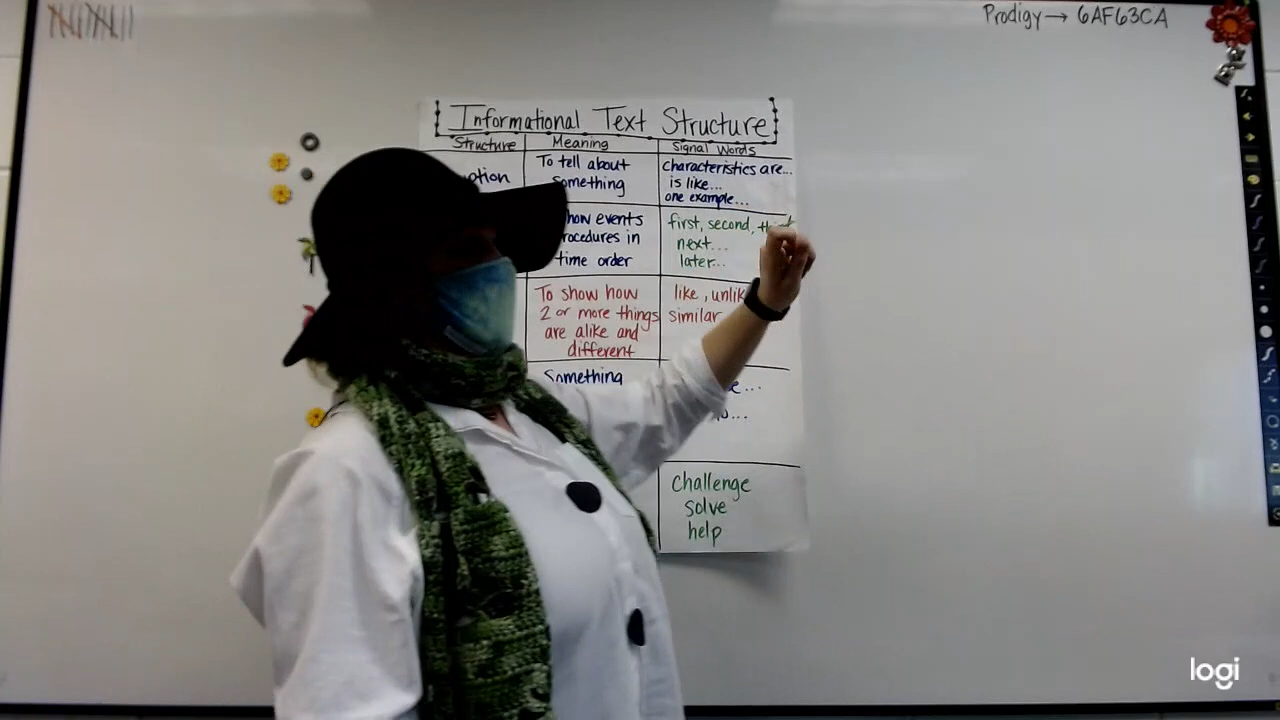 Prodigy → 6AF63CA
Informational Text Structure
Structure Meaning Signal Words
To tell about
Something
Characteristics are...
is like...
one example...
events
in
time order
first, second,
next...
later...
To show how
2 or more things
are alike and
different
like,
similar
Something
challenge
solve
help
logi